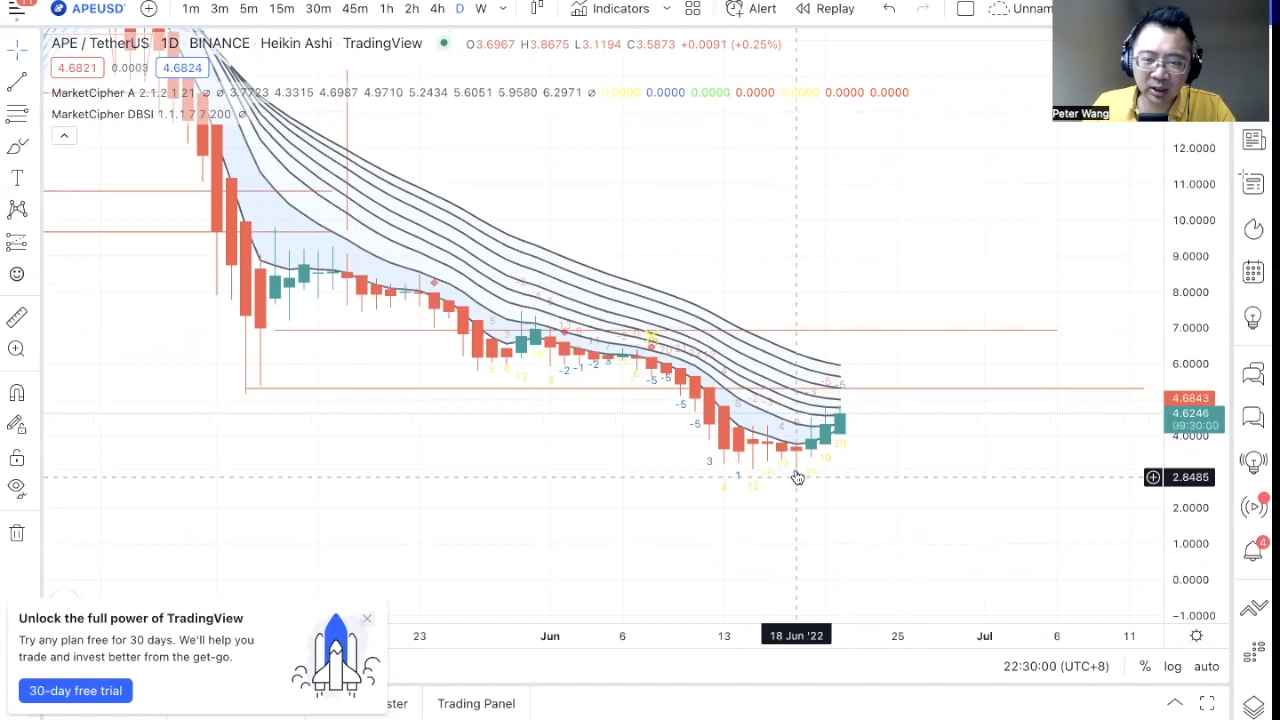 11
APEUSD
1m 3m 5m 15m 30m 45m 1h 2h 4h D W Indicators Alert Replay Unnam
APE / TetherUS 1D BINANCE Heikin Ashi TradingView O3.6967 H3.8675 L3.1194 C3.5873 +0.0091 (+0.25%)
4.6821 0.0003 4.6824
MarketCipher A 2.1.2.1 21 ∅ ∅ 3.7723 4.3315 4.6987 4.9710 5.2434 5.6051 5.9580 6.2971 ∅ 0.0000 0.0000 0.0000 0.0000 0.0000 0.0000 0.0000
MarketCipher DBSI 1.1.1 7 7 200 ∅
Peter Wang
12.0000
11.0000
10.0000
9.0000
8.0000
7.0000
6.0000
4.6843
4.6246
09:30:00
4.0000
2.8485
2.0000
1.0000
0.0000
−1.0000
4
23 Jun 6 13 18 Jun '22 25 Jul 6 11
Unlock the full power of TradingView
Try any plan free for 30 days. We'll help you
trade and invest better from the get-go.
30-day free trial
22:30:00 (UTC+8) % log auto
ster Trading Panel